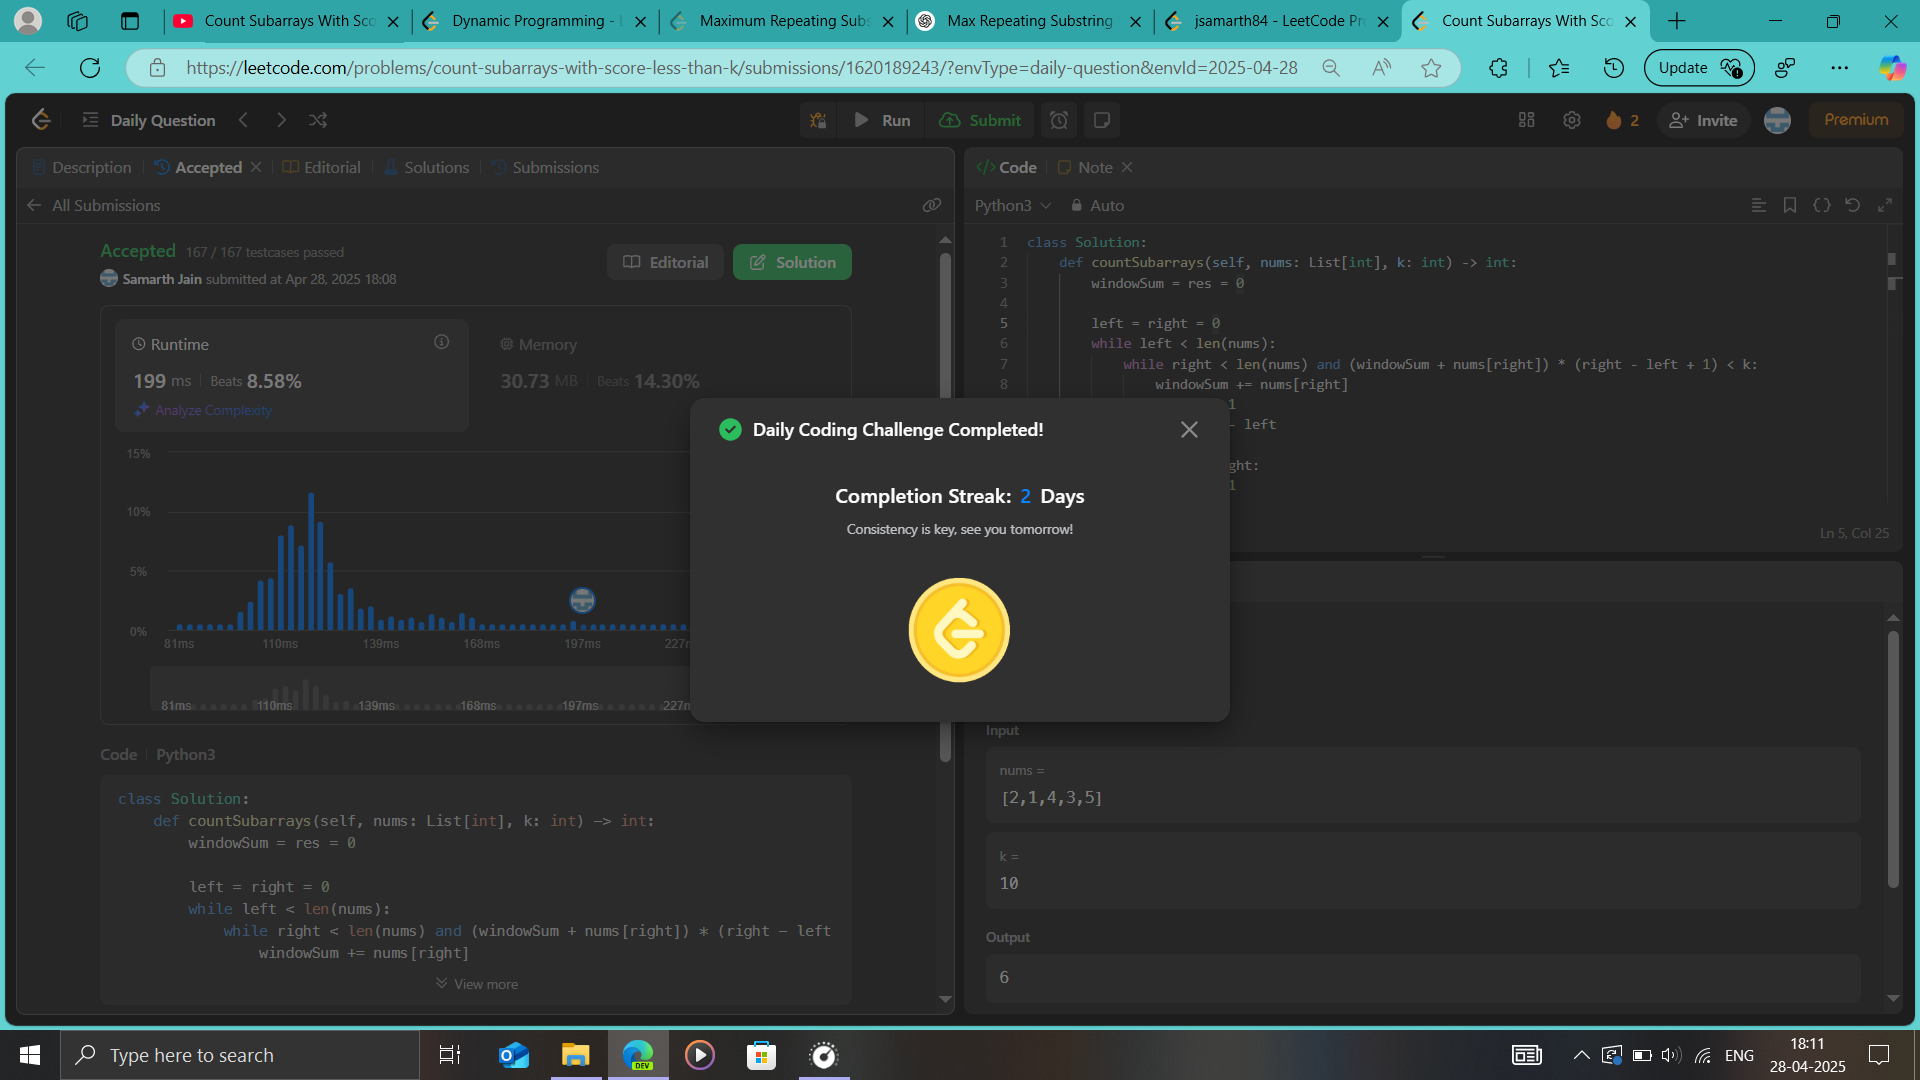 Count Subarrays With Sco
Dynamic Programming - L
Maximum Repeating Subs
Max Repeating Substring
jsamarth84 - LeetCode Pr
Count Subarrays With Sco
https://leetcode.com/problems/count-subarrays-with-score-less-than-k/submissions/1620189243/?envType=daily-question&envId=2025-04-28
Update
Daily Question
Run
Submit
2
Invite
Premium
Description
Accepted
Editorial
Solutions
Submissions
All Submissions
Accepted 167 / 167 testcases passed
Samarth Jain submitted at Apr 28, 2025 18:08
Editorial
Solution
Runtime
199 ms Beats 8.58%
Analyze Complexity
Memory
30.73 MB Beats 14.30%
15%
10%
5%
0%
81ms 110ms 139ms 168ms 197ms 227m
81ms 110ms 139ms 168ms 197ms 227m
Code Python3
class Solution:
def countSubarrays(self, nums: List[int], k: int) -> int:
windowSum = res = 0
left = right = 0
while left < len(nums):
while right < len(nums) and (windowSum + nums[right]) * (right - left
windowSum += nums[right]
View more
Daily Coding Challenge Completed!
Completion Streak: 2 Days
Consistency is key, see you tomorrow!
Code
Note
Python3
Auto
1 class Solution:
2 def countSubarrays(self, nums: List[int], k: int) -> int:
3 windowSum = res = 0
4
5 left = right = 0
6 while left < len(nums):
7 while right < len(nums) and (windowSum + nums[right]) * (right - left + 1) < k:
8 windowSum += nums[right]
1
- left
ght:
1
Ln 5, Col 25
Input
nums =
[2,1,4,3,5]
k =
10
Output
6
Type here to search
DEV
ENG
18:11
28-04-2025